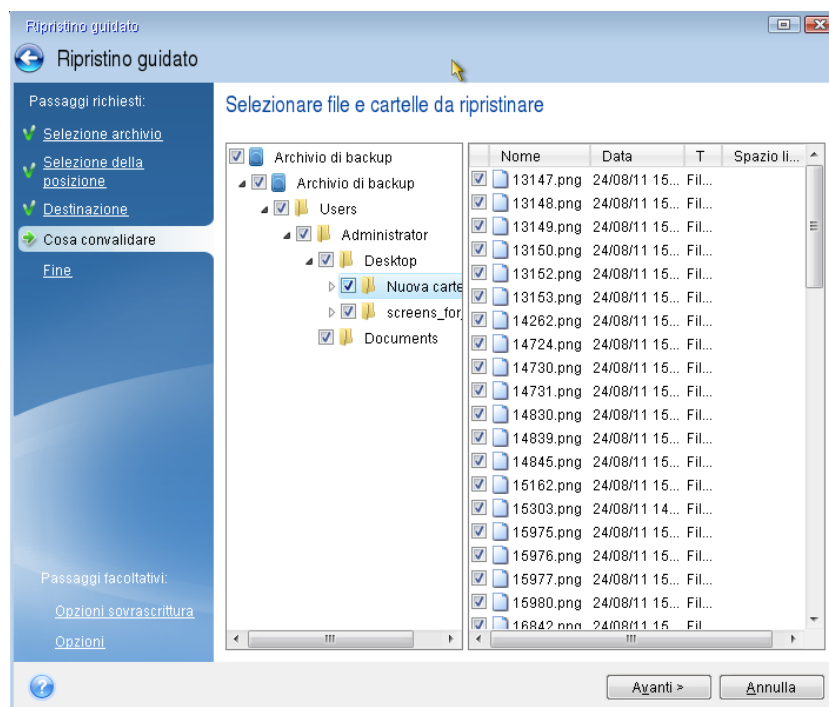 Ripristino guidato
Ripristino guidato
Passaggi richiesti:
Selezione archivio
Selezione della
posizione
Destinazione
Cosa convalidare
Fine
Passaggi facoltativi:
Opzioni sovrascrittura
Opzioni
Selezionare file e cartelle da ripristinare
Archivio di backup
Archivio di backup
Users
Administrator
Desktop
Nuova carte
screens_for_
Documents
Nome Data T Spazio li...
13147.png 24/08/11 15... Fil...
13148.png 24/08/11 15... Fil...
13149.png 24/08/11 15... Fil...
13150.png 24/08/11 15... Fil...
13152.png 24/08/11 15... Fil...
13153.png 24/08/11 15... Fil...
14262.png 24/08/11 15... Fil...
14724.png 24/08/11 15... Fil...
14730.png 24/08/11 15... Fil...
14731.png 24/08/11 15... Fil...
14830.png 24/08/11 15... Fil...
14839.png 24/08/11 15... Fil...
14845.png 24/08/11 15... Fil...
15162.png 24/08/11 15... Fil...
15303.png 24/08/11 14... Fil...
15975.png 24/08/11 15... Fil...
15976.png 24/08/11 15... Fil...
15977.png 24/08/11 15... Fil...
15980.png 24/08/11 15... Fil...
16842.png 24/08/11 15... Fil...
Avanti >
Annulla